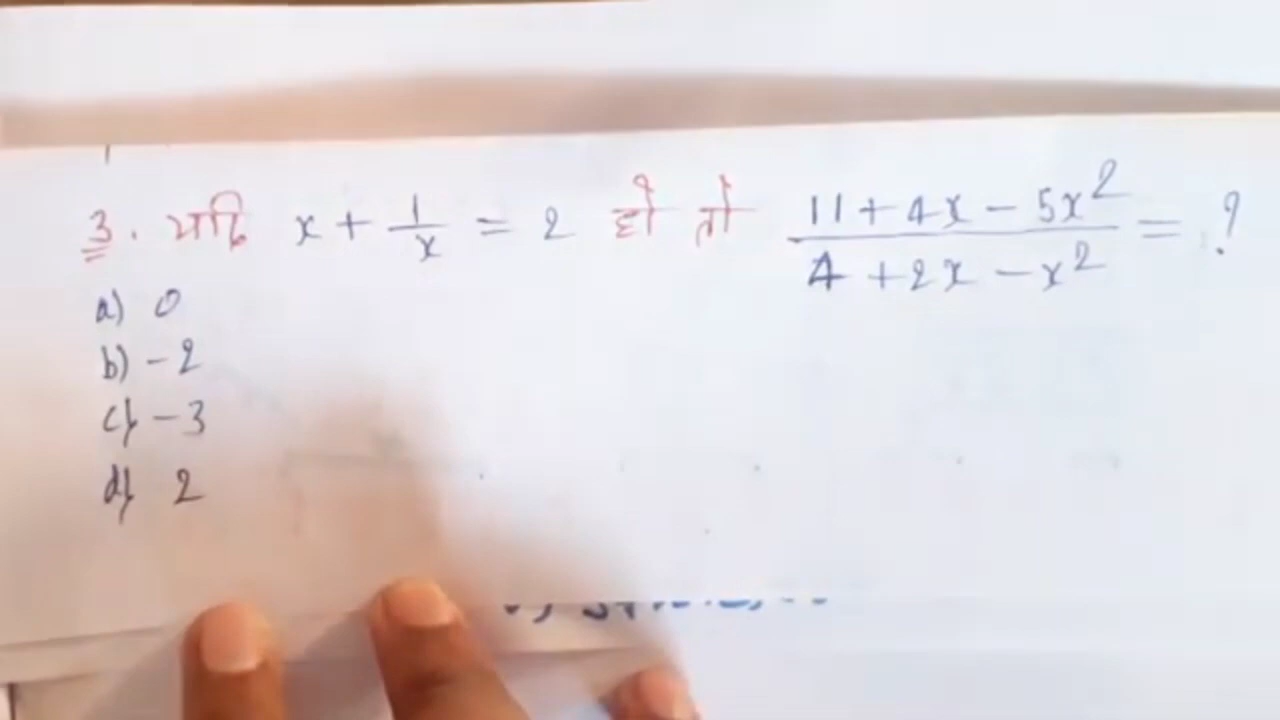 3. यदि x + 1/x = 2 हो तो (11 + 4x - 5x²)/(4 + 2x - x²) = ?
a) 0
b) -2
c) -3
d) 2